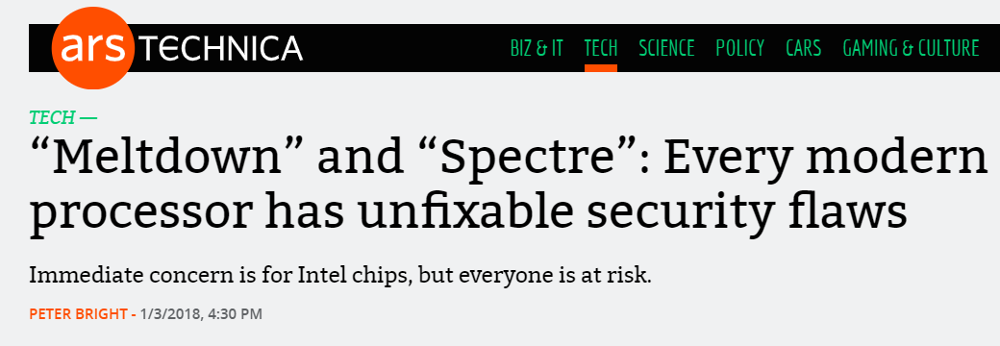 ars TECHNICA
BIZ & IT TECH SCIENCE POLICY CARS GAMING & CULTURE
TECH —
“Meltdown” and “Spectre”: Every modern
processor has unfixable security flaws
Immediate concern is for Intel chips, but everyone is at risk.
PETER BRIGHT - 1/3/2018, 4:30 PM